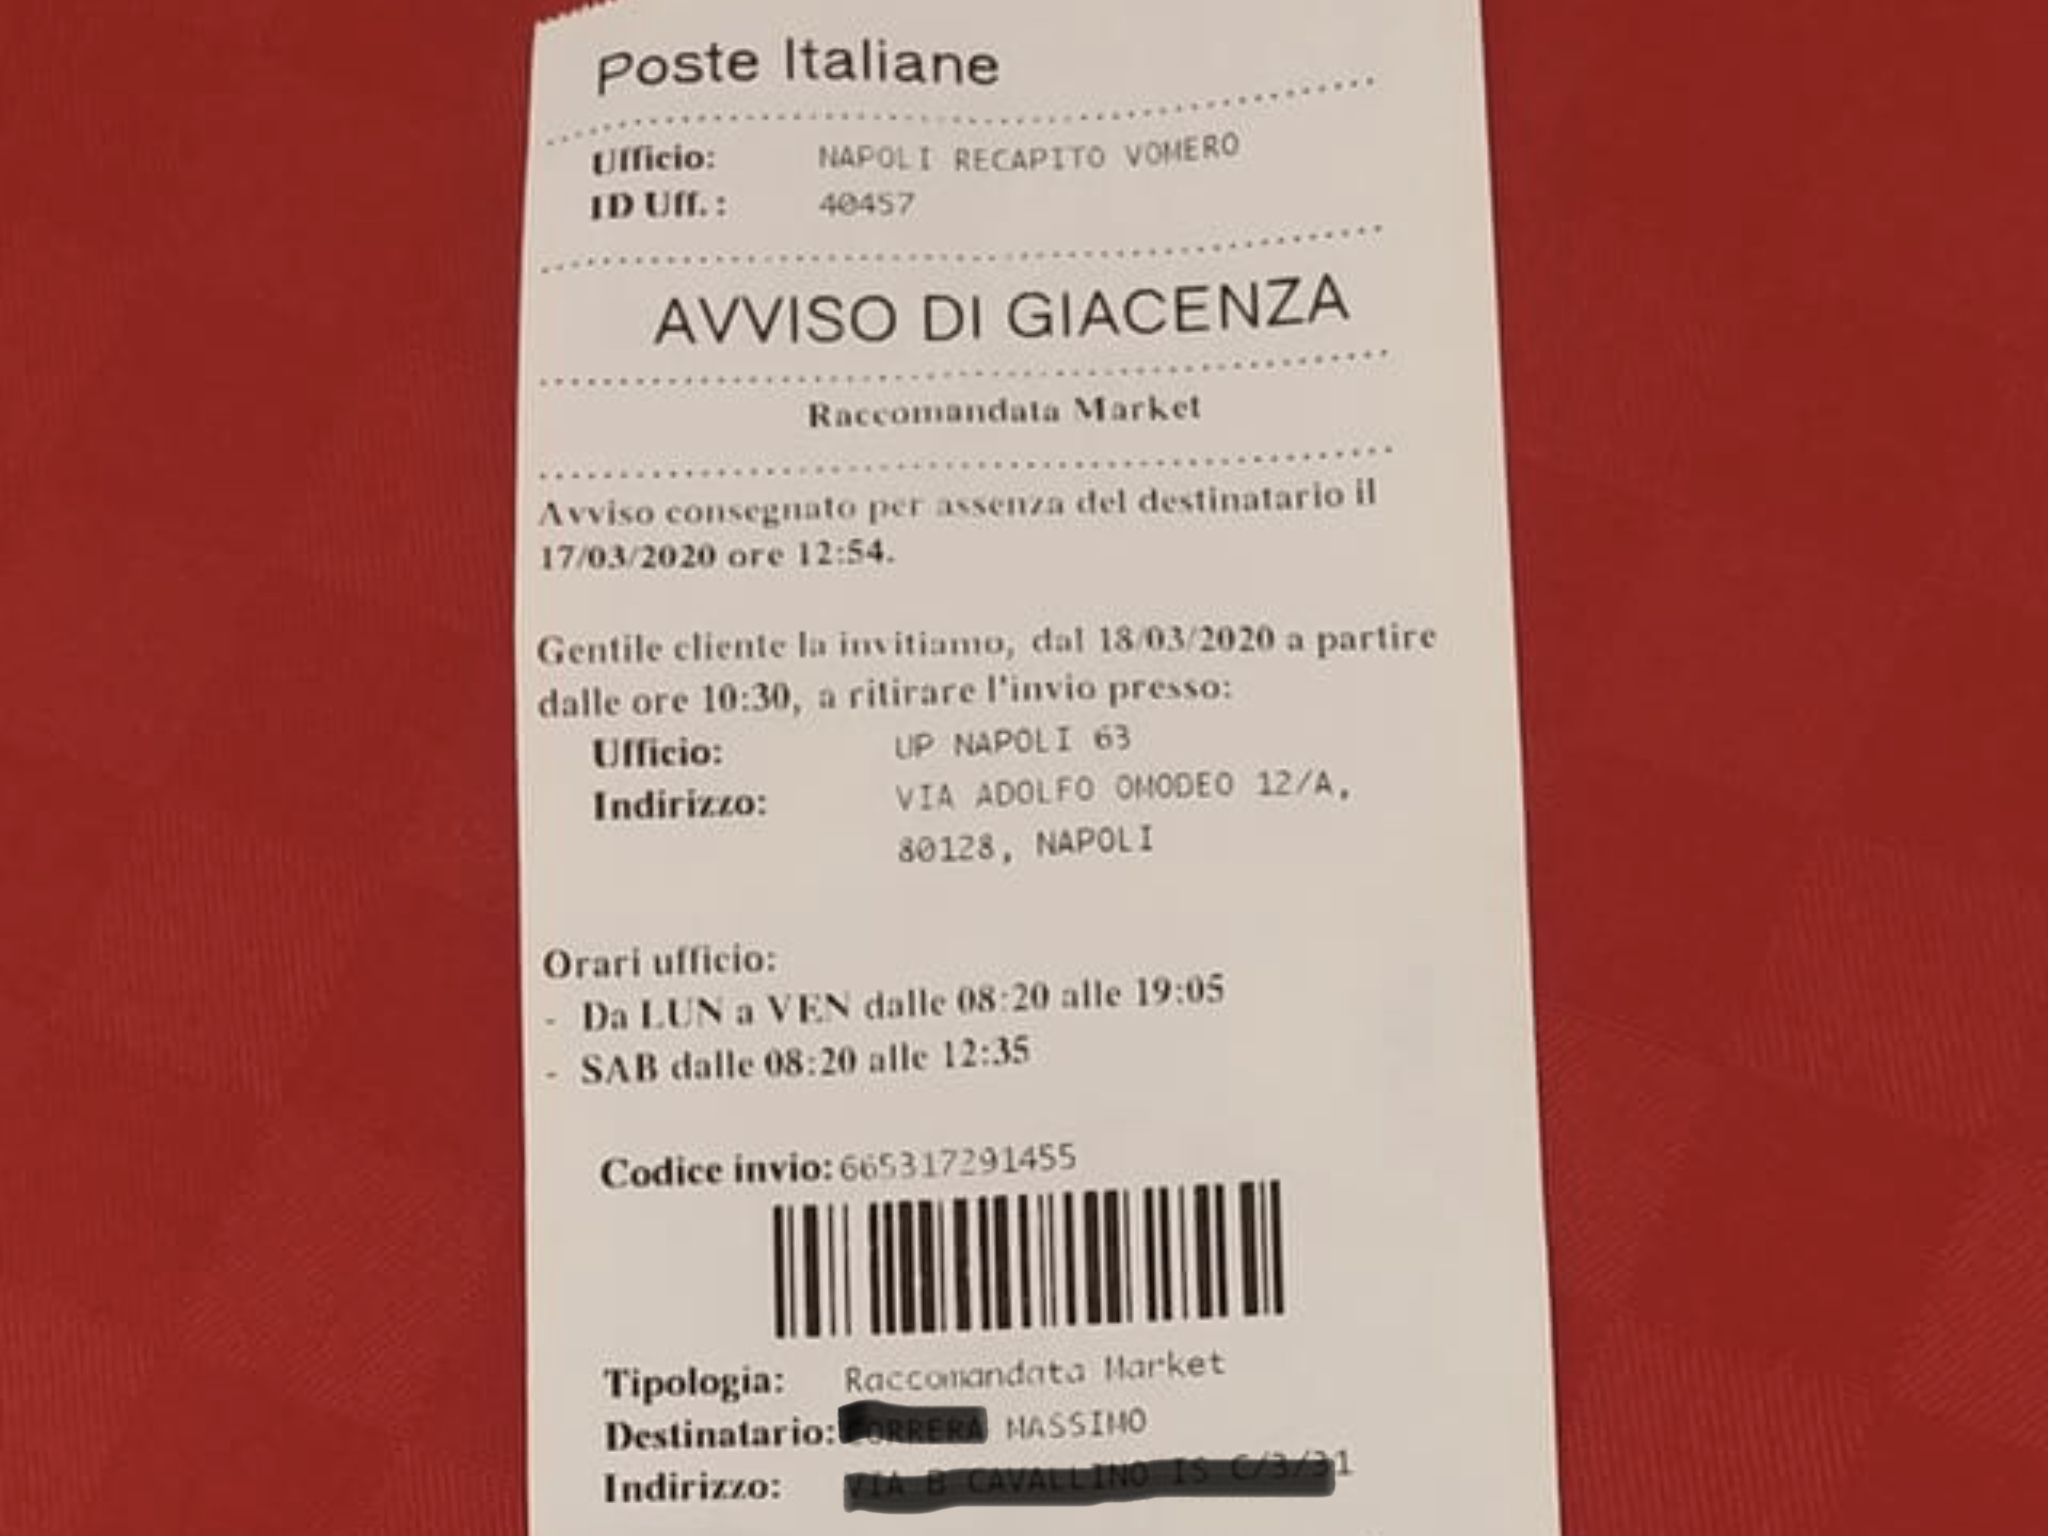 Poste Italiane
Ufficio: NAPOLI RECAPITO VOMERO
ID Uff. : 40457
AVVISO DI GIACENZA
Raccomandata Market
Avviso consegnato per assenza del destinatario il
17/03/2020 ore 12:54.
Gentile cliente la invitiamo, dal 18/03/2020 a partire
dalle ore 10:30, a ritirare l'invio presso:
Ufficio: UP NAPOLI 63
Indirizzo: VIA ADOLFO OMODEO 12/A,
80128, NAPOLI
Orari ufficio:
- Da LUN a VEN dalle 08:20 alle 19:05
- SAB dalle 08:20 alle 12:35
Codice invio: 665317291455
Tipologia: Raccomandata Market
Destinatario: MASSIMO
Indirizzo: